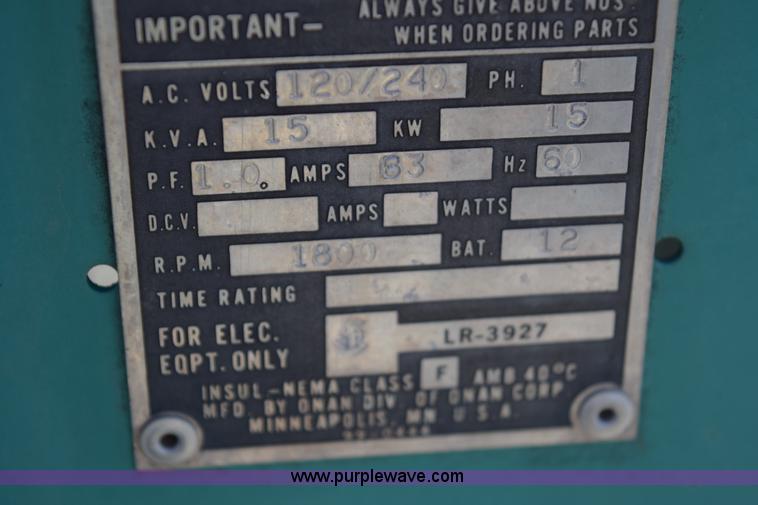 ALWAYS GIVE ABOVE NOS.
IMPORTANT— WHEN ORDERING PARTS
A.C. VOLTS 120/240 PH. 1
K.V.A. 15 KW 15
P.F. 1.0. AMPS 63 Hz 60
D.C.V. AMPS WATTS
R.P.M. 1800 BAT. 12
TIME RATING
FOR ELEC.
EQPT. ONLY LR-3927
INSUL.-NEMA CLASS F AMB 40°C
MFD. BY ONAN DIV. OF ONAN CORP.
MINNEAPOLIS, MN. U.S.A.
www.purplewave.com